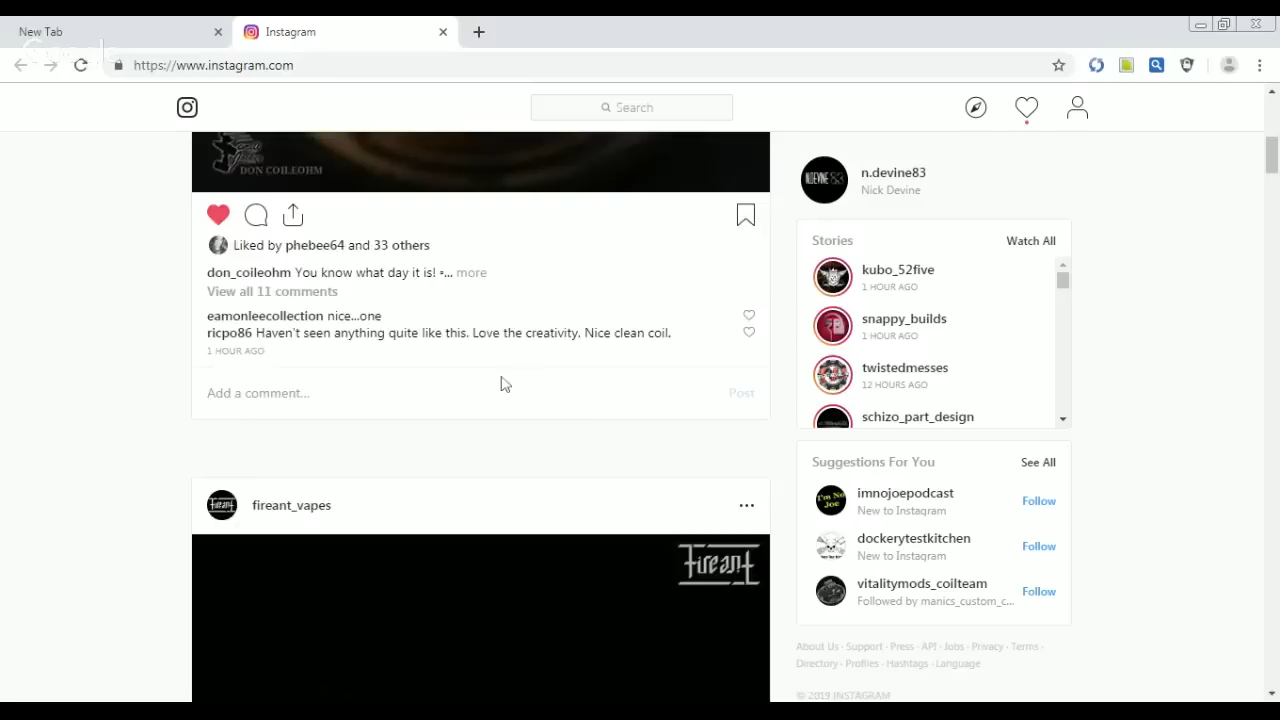 New Tab
Instagram
https://www.instagram.com
Search
DON COILEOHM
n.devine83
Nick Devine
Liked by phebee64 and 33 others
don_coileohm You know what day it is! ▫... more
View all 11 comments
eamonleecollection nice...one
ricpo86 Haven't seen anything quite like this. Love the creativity. Nice clean coil.
1 HOUR AGO
Add a comment...
Post
Stories
Watch All
kubo_52five
1 HOUR AGO
snappy_builds
1 HOUR AGO
twistedmesses
12 HOURS AGO
schizo_part_design
Suggestions For You
See All
imnojoepodcast
New to Instagram
Follow
dockerytestkitchen
New to Instagram
Follow
vitalitymods_coilteam
Followed by manics_custom_c...
Follow
fireant_vapes
Fireant
About Us · Support · Press · API · Jobs · Privacy · Terms ·
Directory · Profiles · Hashtags · Language
© 2019 INSTAGRAM